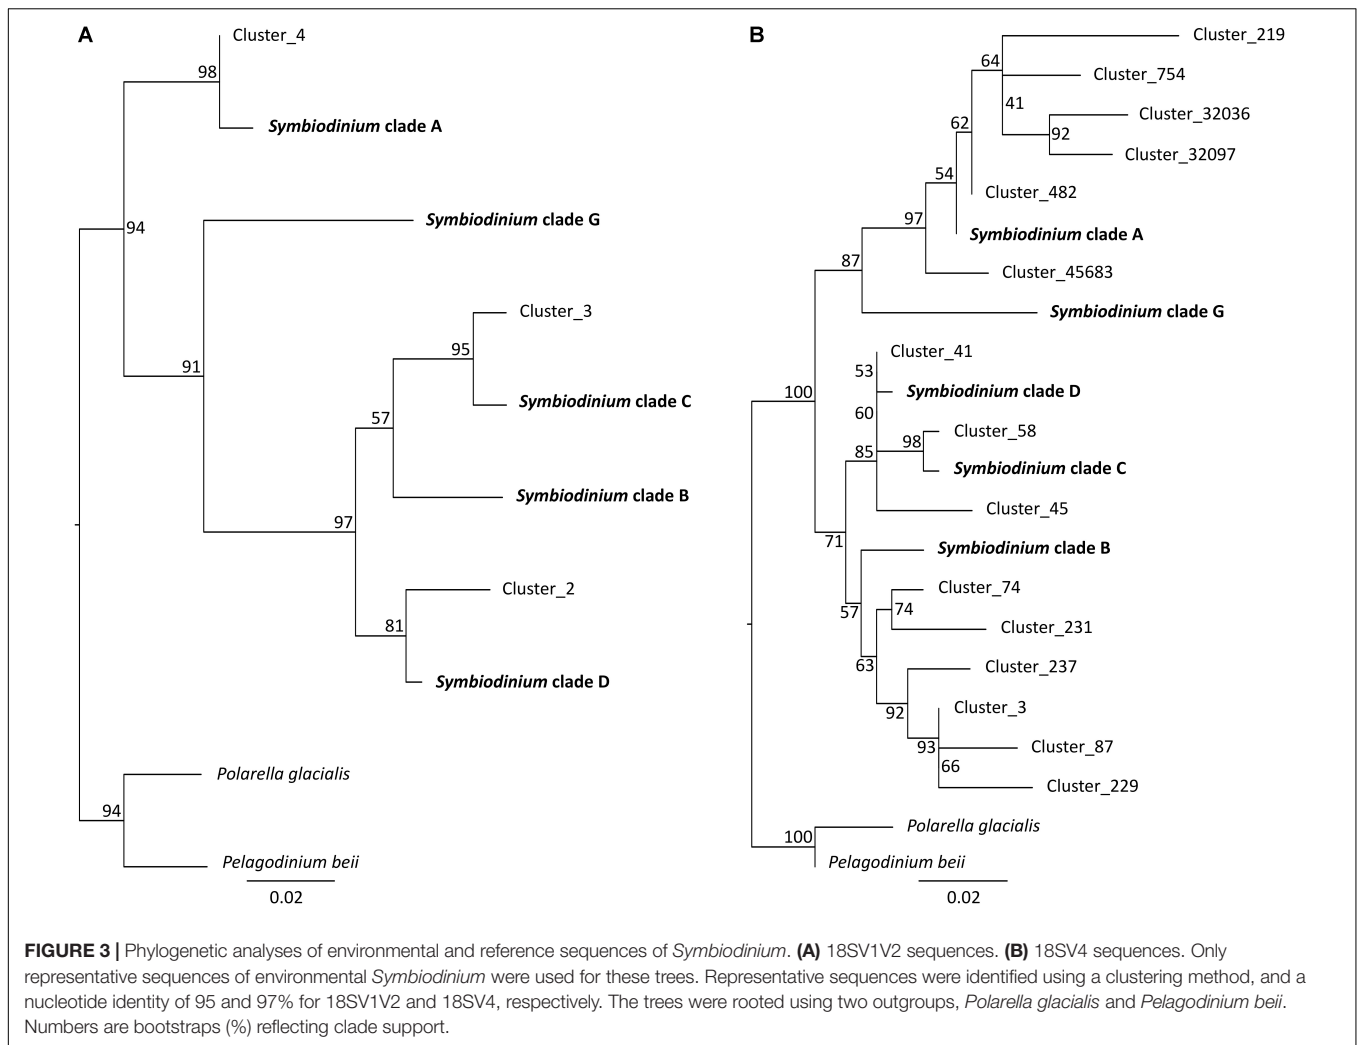 A
Cluster_4
98
Symbiodinium clade A
94
Symbiodinium clade G
91
Cluster_3
95
Symbiodinium clade C
57
Symbiodinium clade B
97
Cluster_2
81
Symbiodinium clade D
Polarella glacialis
94
Pelagodinium beii
0.02
B
Cluster_219
64
Cluster_754
41
Cluster_32036
62
92
Cluster_32097
54
Cluster_482
97
Symbiodinium clade A
87
Cluster_45683
Symbiodinium clade G
Cluster_41
53
Symbiodinium clade D
100
60
Cluster_58
98
85
Symbiodinium clade C
Cluster_45
71
Symbiodinium clade B
Cluster_74
57
74
Cluster_231
63
Cluster_237
Cluster_3
92
93
Cluster_87
66
Cluster_229
Polarella glacialis
100
Pelagodinium beii
0.02
FIGURE 3 | Phylogenetic analyses of environmental and reference sequences of Symbiodinium. (A) 18SV1V2 sequences. (B) 18SV4 sequences. Only
representative sequences of environmental Symbiodinium were used for these trees. Representative sequences were identified using a clustering method, and a
nucleotide identity of 95 and 97% for 18SV1V2 and 18SV4, respectively. The trees were rooted using two outgroups, Polarella glacialis and Pelagodinium beii.
Numbers are bootstraps (%) reflecting clade support.